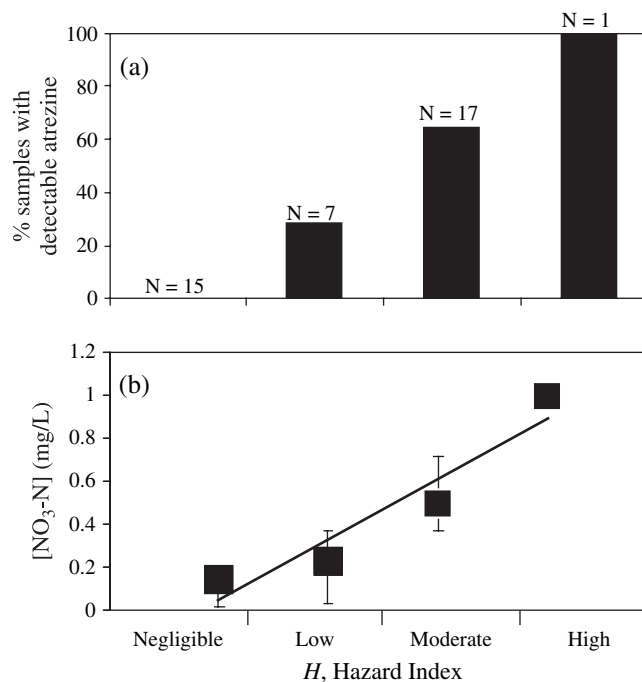 (a)
% samples with
detectable atrezine
100
80
60
40
20
0
N = 15
N = 7
N = 17
N = 1
(b)
[NO3-N] (mg/L)
1.2
1
0.8
0.6
0.4
0.2
0
Negligible
Low
Moderate
High
H, Hazard Index